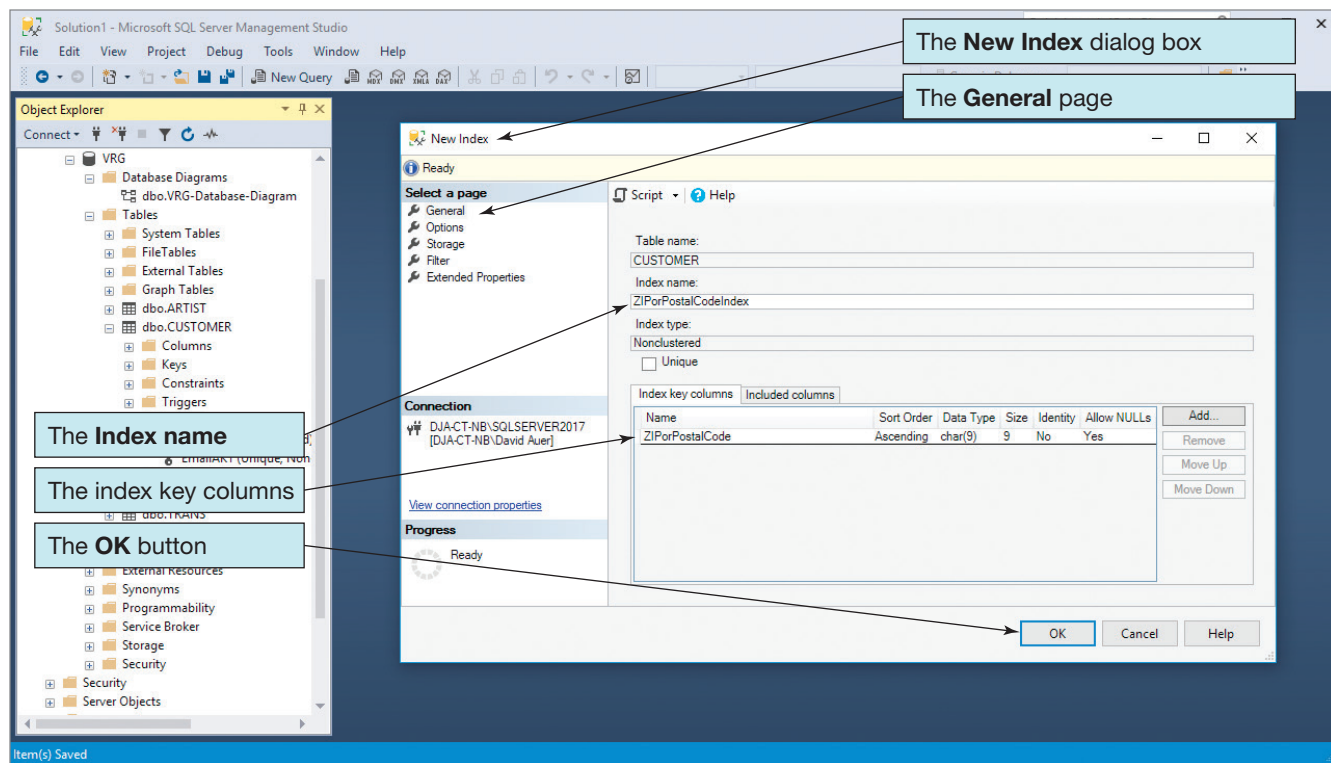 Solution1 - Microsoft SQL Server Management Studio
File Edit View Project Debug Tools Window Help
New Query
MDX DMX XMLA DAX
The New Index dialog box
The General page
Object Explorer
Connect
VRG
Database Diagrams
dbo.VRG-Database-Diagram
Tables
System Tables
FileTables
External Tables
Graph Tables
dbo.ARTIST
dbo.CUSTOMER
Columns
Keys
Constraints
Triggers
The Index name
EmailAK1 (Unique, Non
The index key columns
dbo.TRANS
The OK button
External Resources
Synonyms
Programmability
Service Broker
Storage
Security
Security
Server Objects
Item(s) Saved
New Index
Ready
Select a page
General
Options
Storage
Filter
Extended Properties
Connection
DJA-CT-NB\SQLSERVER2017
[DJA-CT-NB\David Auer]
View connection properties
Progress
Ready
Script Help
Table name:
CUSTOMER
Index name:
ZIPorPostalCodeIndex
Index type:
Nonclustered
Unique
Index key columns Included columns
Name Sort Order Data Type Size Identity Allow NULLs
ZIPorPostalCode Ascending char(9) 9 No Yes
Add...
Remove
Move Up
Move Down
OK Cancel Help